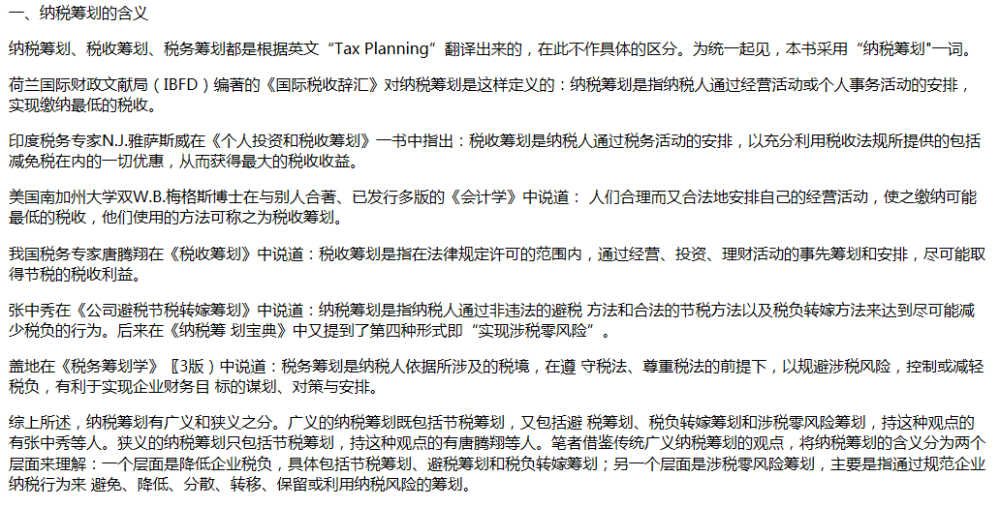 一、纳税筹划的含义
纳税筹划、税收筹划、税务筹划都是根据英文“Tax Planning“翻译出来的，在此不作具体的区分。为统一起见，本书采用“纳税筹划"一词。
荷兰国际财政文献局（IBFD）编著的《国际税收辞汇》对纳税筹划是这样定义的：纳税筹划是指纳税人通过经营活动或个人事务活动的安排，
实现缴纳最低的税收。
印度税务专家N.J.雅萨斯威在《个人投资和税收筹划》一书中指出：税收筹划是纳税人通过税务活动的安排，以充分利用税收法规所提供的包括
减免税在内的一切优惠，从而获得最大的税收收益。
美国南加州大学双W.B.梅格斯博士在与别人合著、已发行多版的《会计学》中说道： 人们合理而又合法地安排自己的经营活动，使之缴纳可能
最低的税收，他们使用的方法可称之为税收筹划。
我国税务专家唐腾翔在《税收筹划》中说道：税收筹划是指在法律规定许可的范围内，通过经营、投资、理财活动的事先筹划和安排，尽可能取
得节税的税收利益。
张中秀在《公司避税节税转嫁筹划》中说道：纳税筹划是指纳税人通过非违法的避税 方法和合法的节税方法以及税负转嫁方法来达到尽可能减
少税负的行为。后来在《纳税筹 划宝典》中又提到了第四种形式即“实现涉税零风险”。
盖地在《税务筹划学》〖3版）中说道：税务筹划是纳税人依据所涉及的税境，在遵 守税法、尊重税法的前提下，以规避涉税风险，控制或减轻
税负，有利于实现企业财务目 标的谋划、对策与安排。
综上所述，纳税筹划有广义和狭义之分。广义的纳税筹划既包括节税筹划，又包括避 税筹划、税负转嫁筹划和涉税零风险筹划，持这种观点的
有张中秀等人。狭义的纳税筹划只包括节税筹划，持这种观点的有唐腾翔等人。笔者借鉴传统广义纳税筹划的观点，将纳税筹划的含义分为两个
层面来理解：一个层面是降低企业税负，具体包括节税筹划、避税筹划和税负转嫁筹划；另一个层面是涉税零风险筹划，主要是指通过规范企业
纳税行为来 避免、降低、分散、转移、保留或利用纳税风险的筹划。